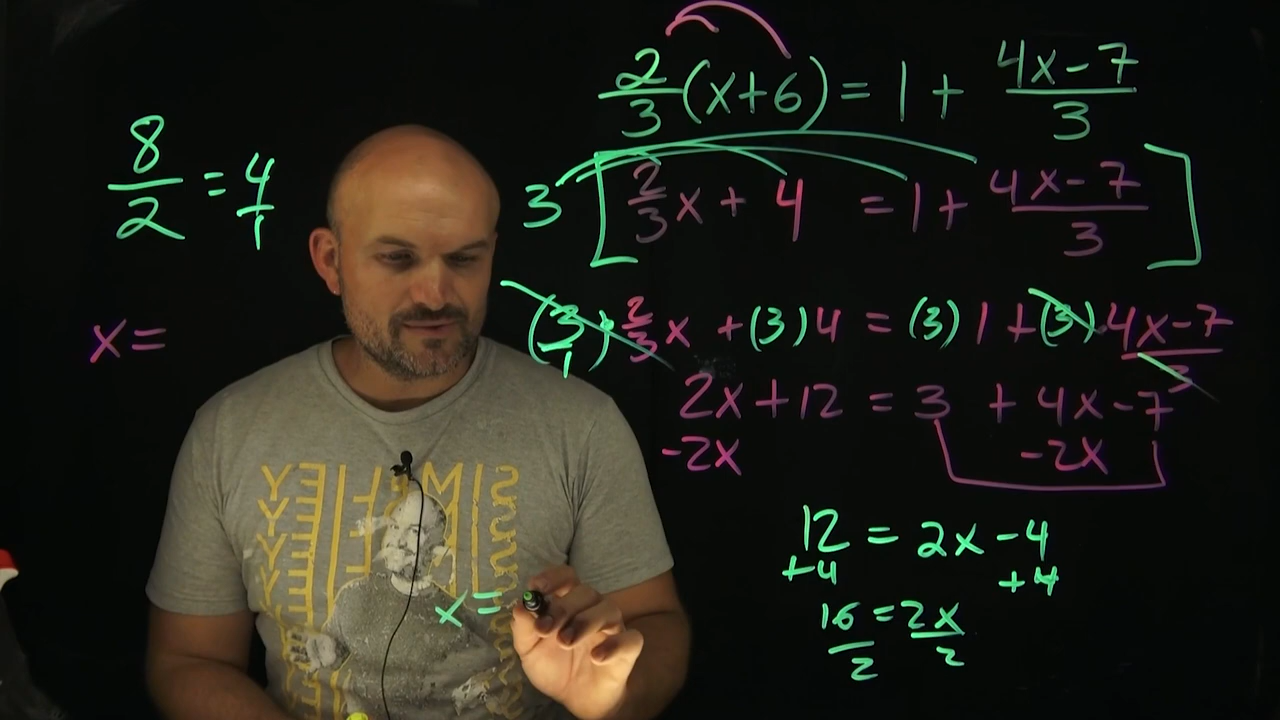 2/3 (x+6) = 1 + (4x-7)/3
8/2 = 4/1
3 [ 2/3 x + 4 = 1 + (4x-7)/3 ]
x =
(3/1) 2/3 x + (3) 4 = (3) 1 + (3) (4x-7)/3
2x + 12 = 3 + 4x - 7
-2x -2x
12 = 2x - 4
+4 +4
16/2 = 2x/2
x =